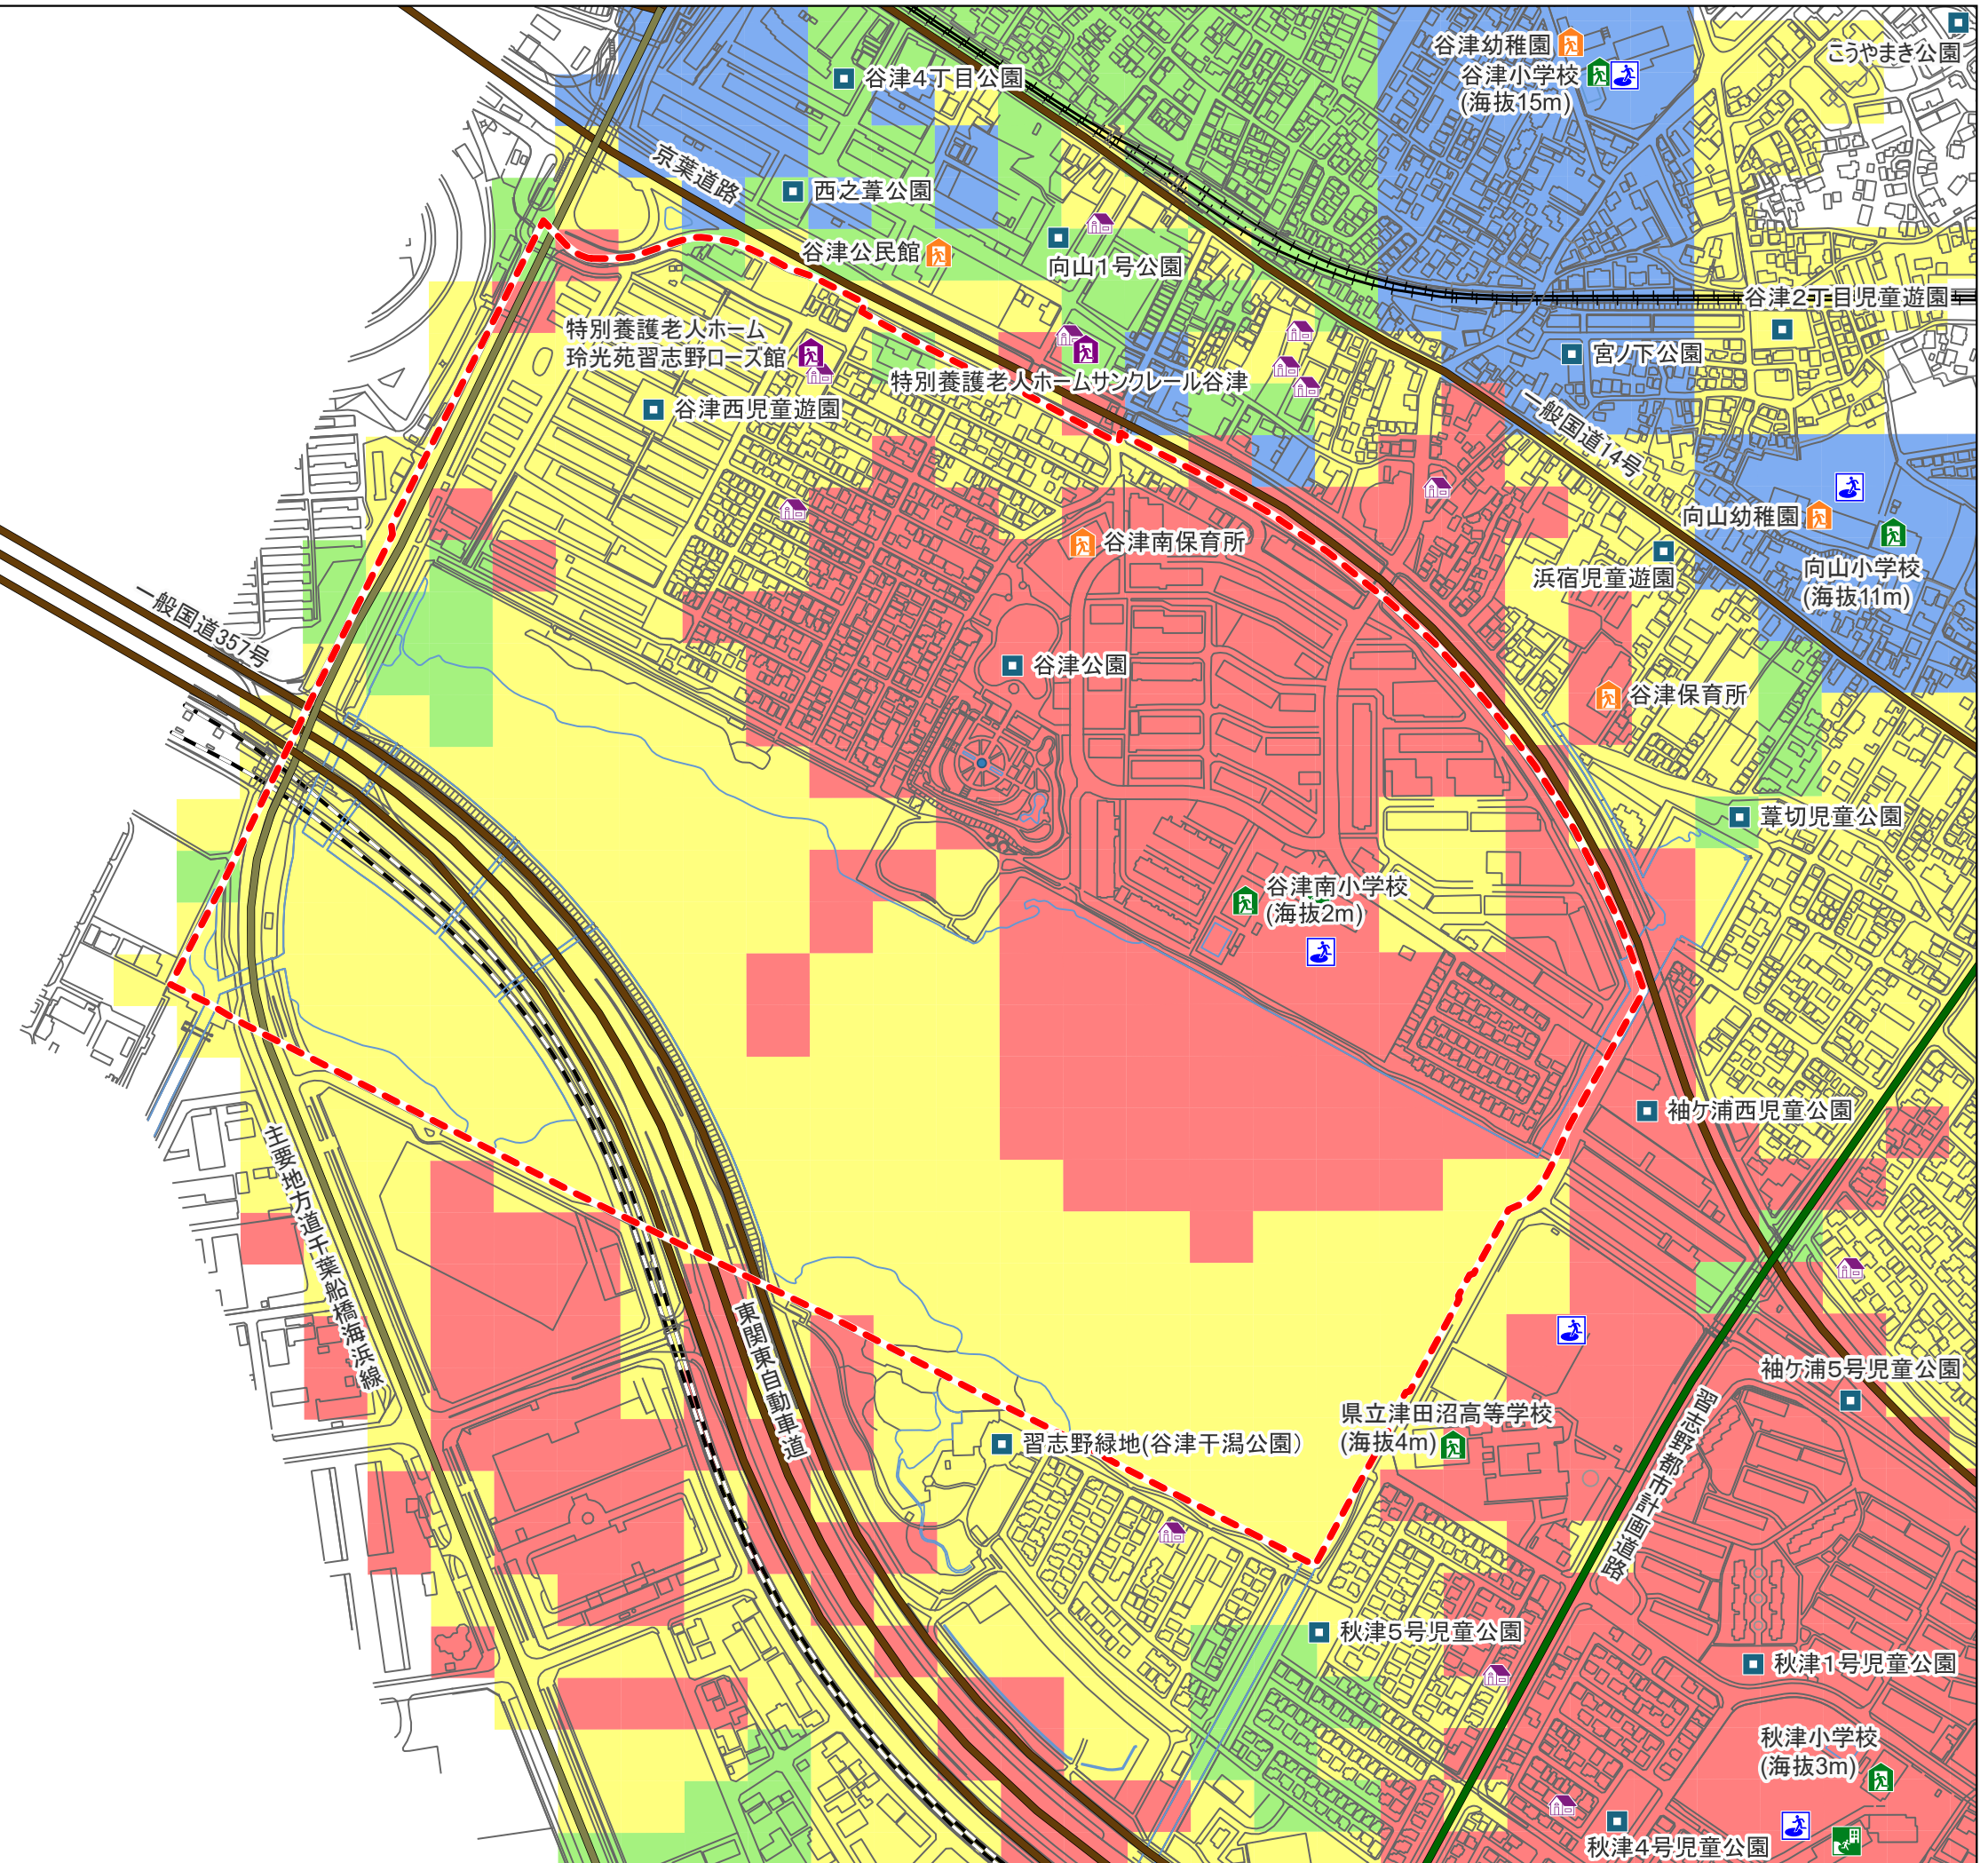 谷津幼稚園
谷津小学校
(海抜15m)
こうやまき公園
谷津4丁目公園
京葉道路
西之葦公園
谷津公民館
向山1号公園
谷津2丁目児童遊園
特別養護老人ホーム
玲光苑習志野ローズ館
宮ノ下公園
特別養護老人ホームサンクレール谷津
谷津西児童遊園
一般国道14号
向山幼稚園
谷津南保育所
浜宿児童遊園
向山小学校
(海抜11m)
一般国道357号
谷津公園
谷津保育所
葦切児童公園
谷津南小学校
(海抜2m)
袖ケ浦西児童公園
主要地方道千葉船橋海浜線
東関東自動車道
袖ケ浦5号児童公園
県立津田沼高等学校
(海抜4m)
習志野緑地(谷津干潟公園)
習志野都市計画道路
秋津5号児童公園
秋津1号児童公園
秋津小学校
(海抜3m)
秋津4号児童公園